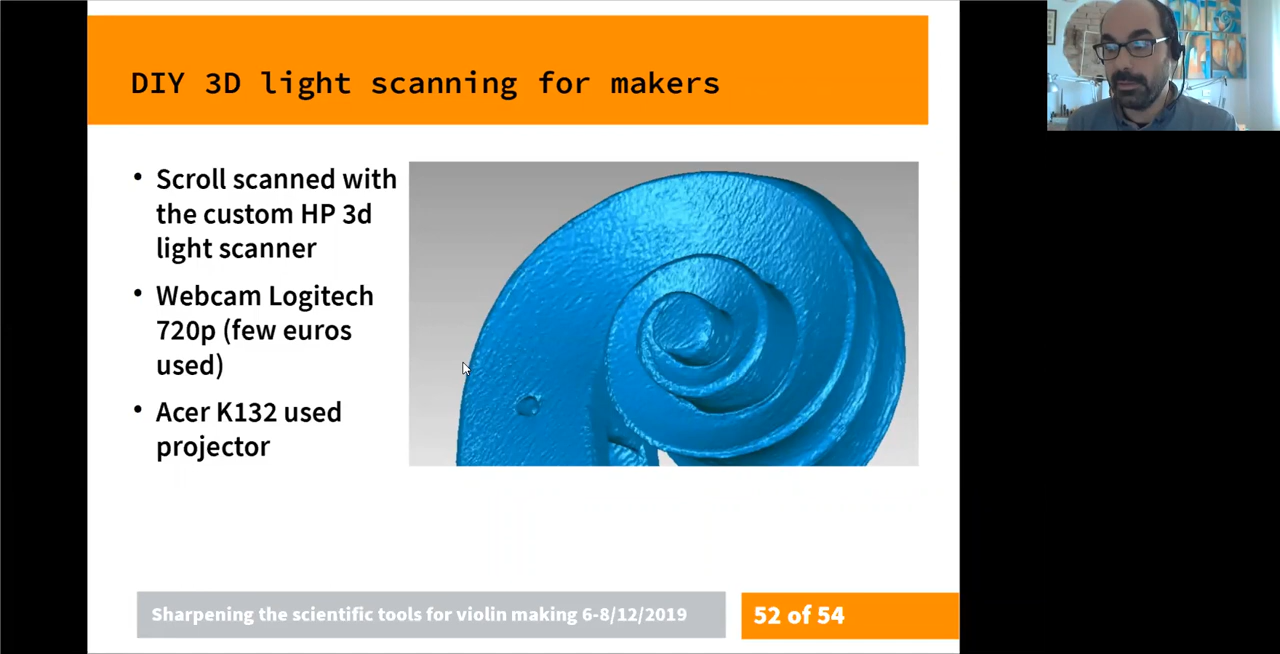 DIY 3D light scanning for makers
• Scroll scanned with
the custom HP 3d
light scanner
• Webcam Logitech
720p (few euros
used)
• Acer K132 used
projector
Sharpening the scientific tools for violin making 6-8/12/2019
52 of 54